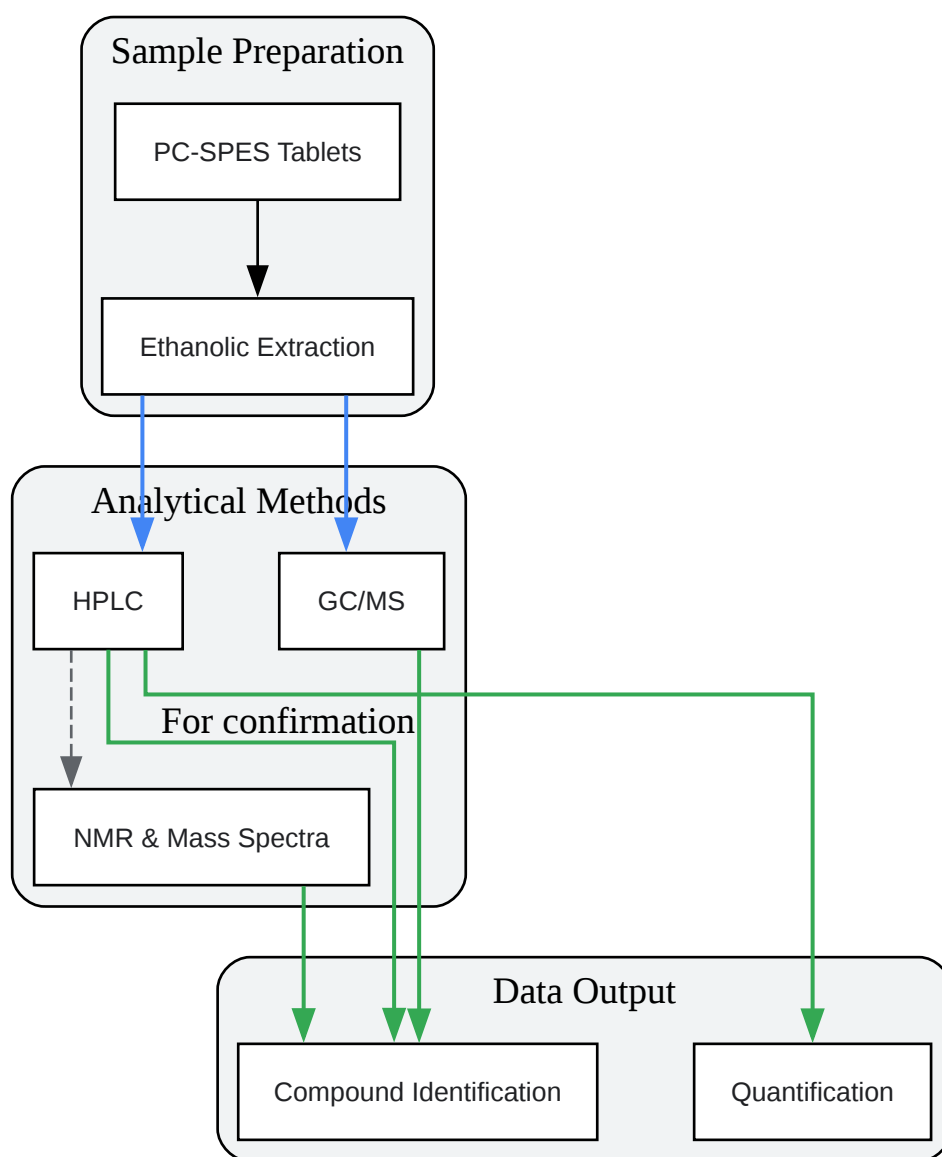 Sample Preparation
PC-SPES Tablets
Ethanolic Extraction
Analytical Methods
HPLC
GC/MS
For confirmation
NMR & Mass Spectra
Data Output
Compound Identification
Quantification